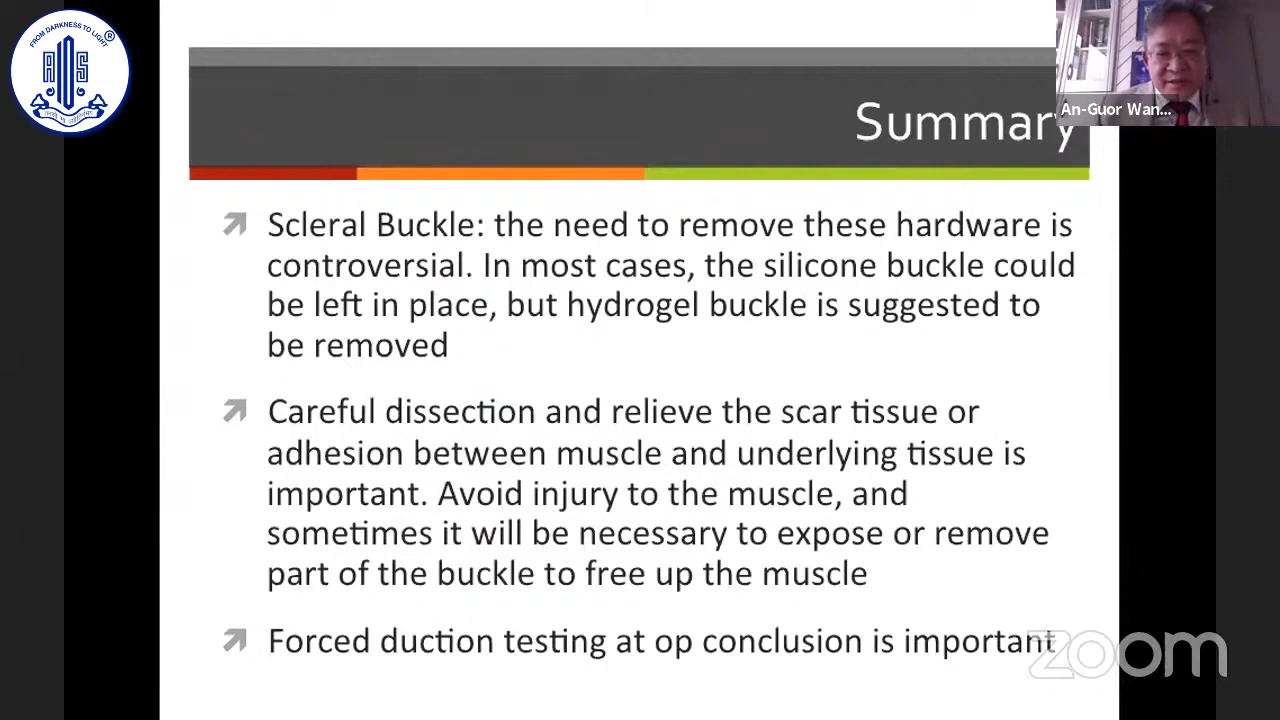 FROM DARKNESS TO LIGHT
®
AIOS
An-Guor Wan...
Summary
Scleral Buckle: the need to remove these hardware is
controversial. In most cases, the silicone buckle could
be left in place, but hydrogel buckle is suggested to
be removed
Careful dissection and relieve the scar tissue or
adhesion between muscle and underlying tissue is
important. Avoid injury to the muscle, and
sometimes it will be necessary to expose or remove
part of the buckle to free up the muscle
Forced duction testing at op conclusion is important
zoom